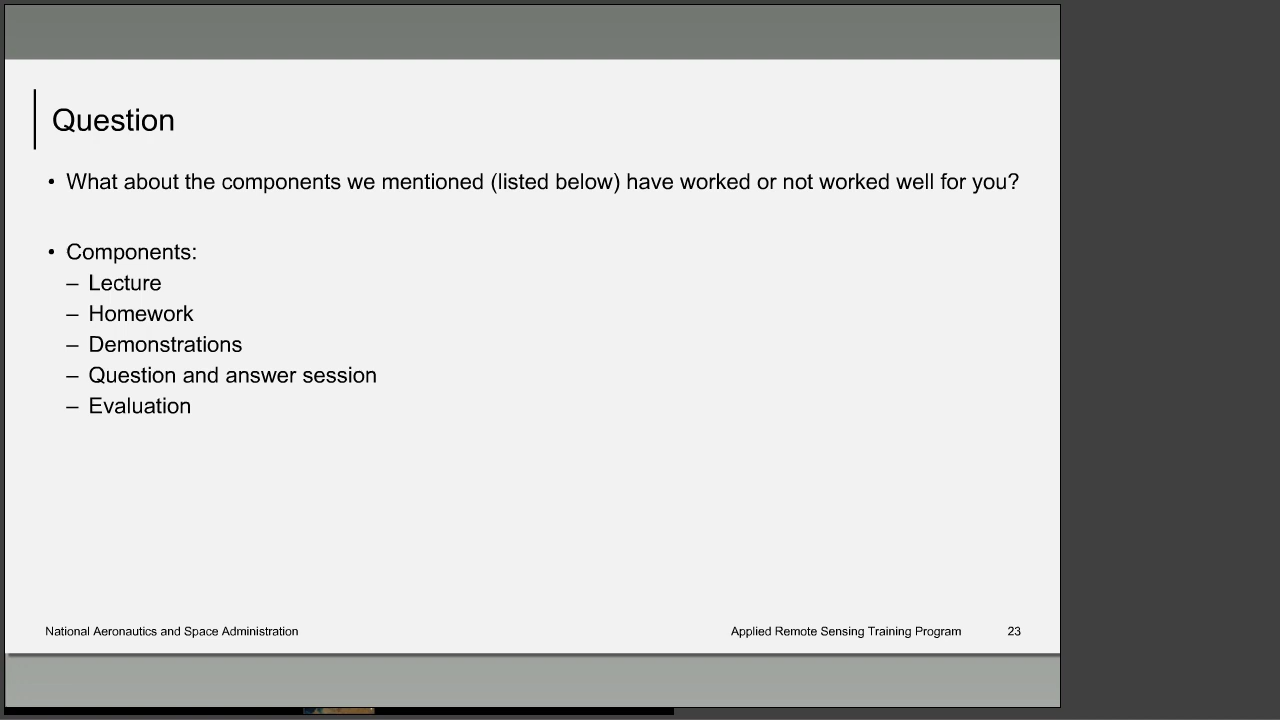 Question
• What about the components we mentioned (listed below) have worked or not worked well for you?
• Components:
– Lecture
– Homework
– Demonstrations
– Question and answer session
– Evaluation
National Aeronautics and Space Administration
Applied Remote Sensing Training Program
23